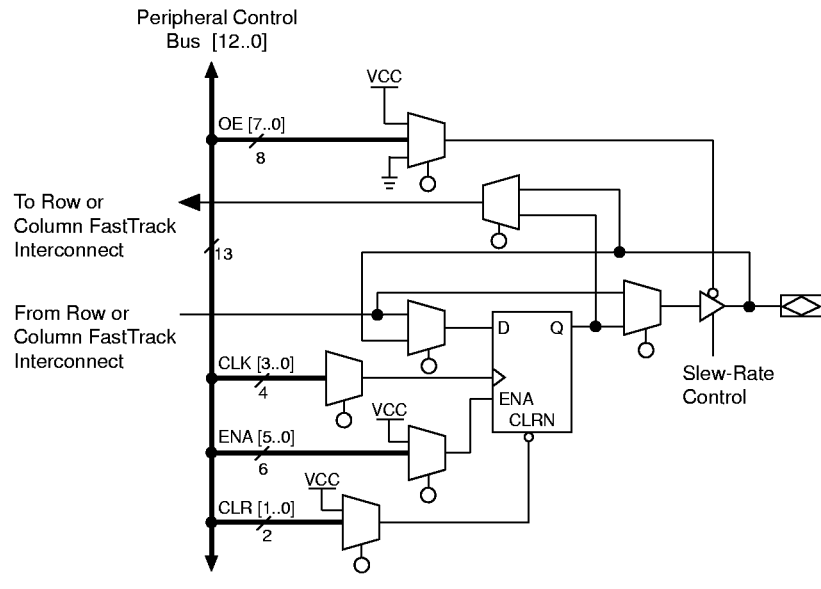 Peripheral Control
Bus [12..0]
VCC
OE [7..0]
8
To Row or
Column FastTrack
Interconnect
13
From Row or
Column FastTrack
Interconnect
D
Q
CLK [3..0]
4
Slew-Rate
Control
VCC
ENA
CLRN
ENA [5..0]
6
VCC
CLR [1..0]
2